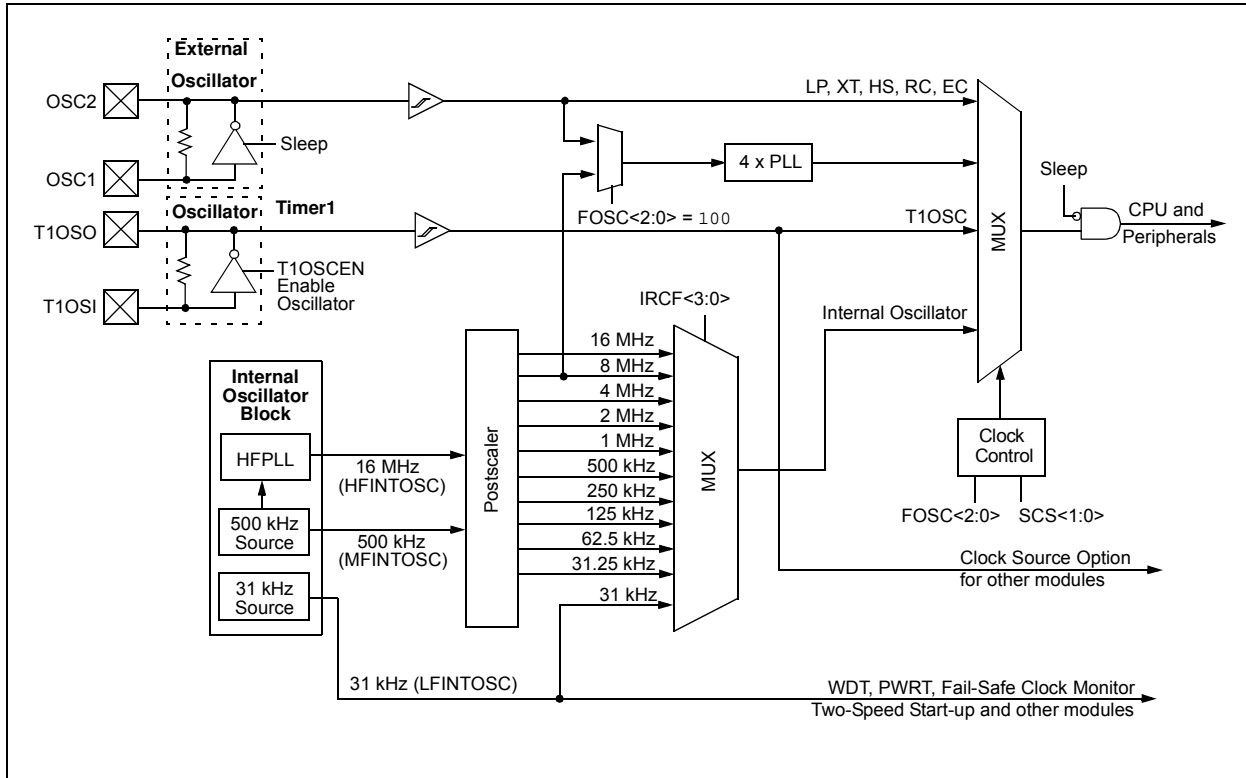 External
Oscillator
OSC2
Sleep
OSC1
LP, XT, HS, RC, EC
4 x PLL
FOSC<2:0> = 100
Oscillator Timer1
T1OSO
T1OSCEN
Enable
Oscillator
T1OSI
T1OSC
MUX
Sleep
CPU and
Peripherals
IRCF<3:0>
Internal Oscillator
Internal
Oscillator
Block
HFPLL
500 kHz
Source
31 kHz
Source
16 MHz
(HFINTOSC)
500 kHz
(MFINTOSC)
Postscaler
16 MHz
8 MHz
4 MHz
2 MHz
1 MHz
500 kHz
250 kHz
125 kHz
62.5 kHz
31.25 kHz
31 kHz
MUX
Clock
Control
FOSC<2:0>
SCS<1:0>
Clock Source Option
for other modules
31 kHz (LFINTOSC)
WDT, PWRT, Fail-Safe Clock Monitor
Two-Speed Start-up and other modules